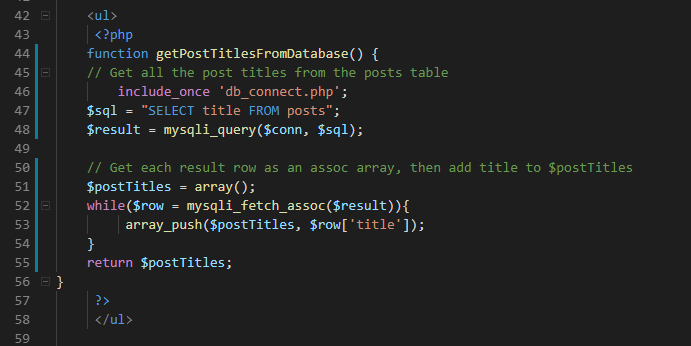 42 <ul>
43 <?php
44 function getPostTitlesFromDatabase() {
45 // Get all the post titles from the posts table
46 include_once 'db_connect.php';
47 $sql = "SELECT title FROM posts";
48 $result = mysqli_query($conn, $sql);
49
50 // Get each result row as an assoc array, then add title to $postTitles
51 $postTitles = array();
52 while($row = mysqli_fetch_assoc($result)){
53 array_push($postTitles, $row['title']);
54 }
55 return $postTitles;
56 }
57 ?>
58 </ul>
59